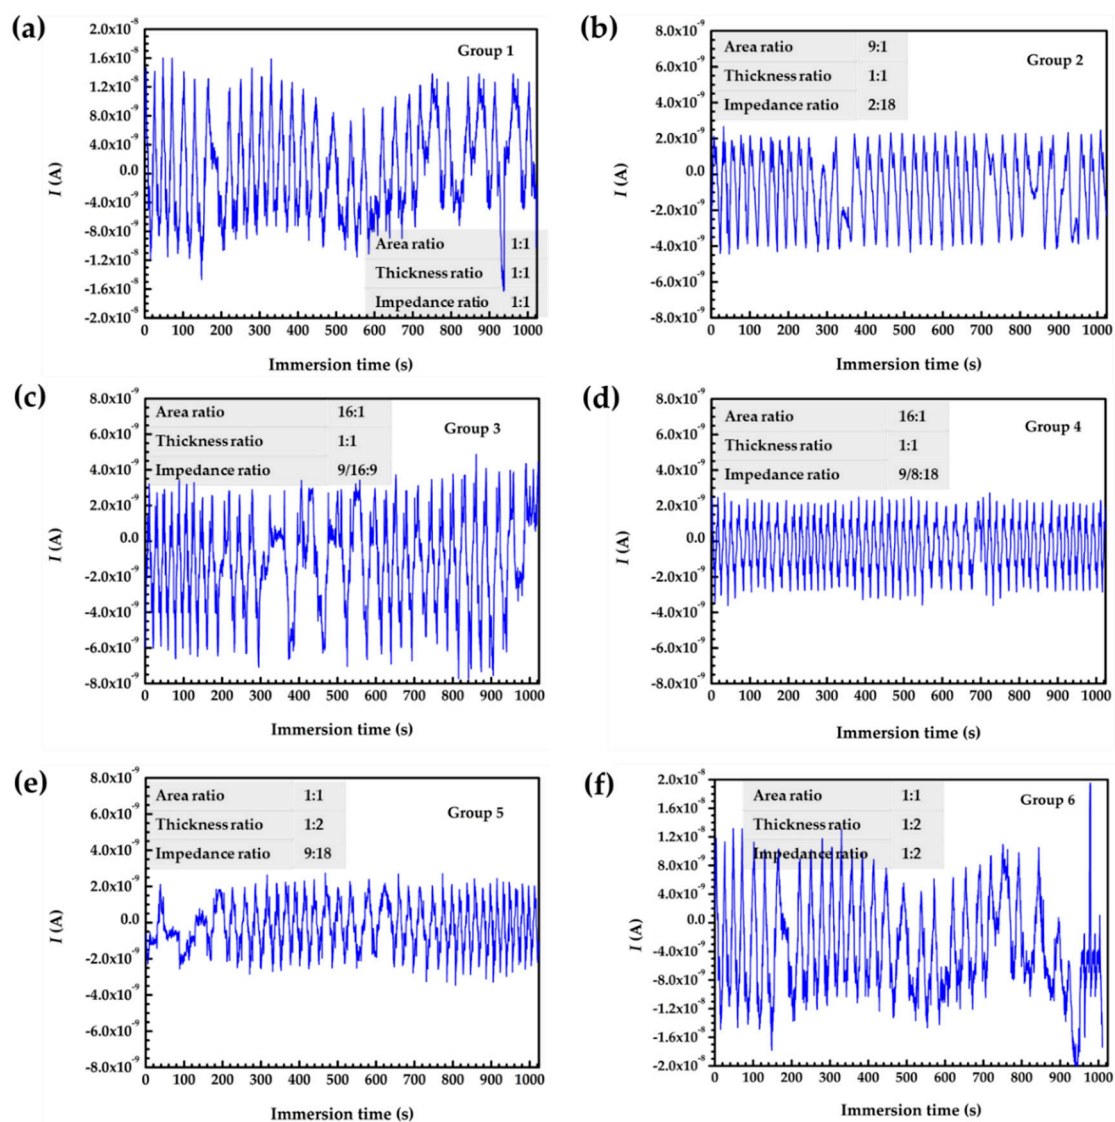 (a)
Group 1
2.0x10⁻⁸
1.6x10⁻⁸
1.2x10⁻⁸
8.0x10⁻⁹
4.0x10⁻⁹
0.0
-4.0x10⁻⁹
-8.0x10⁻⁹
-1.2x10⁻⁸
-1.6x10⁻⁸
-2.0x10⁻⁸
I (A)
Area ratio 1:1
Thickness ratio 1:1
Impedance ratio 1:1
0 100 200 300 400 500 600 700 800 900 1000
Immersion time (s)
(b)
Area ratio 9:1
Thickness ratio 1:1
Impedance ratio 2:18
Group 2
8.0x10⁻⁹
6.0x10⁻⁹
4.0x10⁻⁹
2.0x10⁻⁹
0.0
-2.0x10⁻⁹
-4.0x10⁻⁹
-6.0x10⁻⁹
-8.0x10⁻⁹
I (A)
0 100 200 300 400 500 600 700 800 900 1000
Immersion time (s)
(c)
Area ratio 16:1
Thickness ratio 1:1
Impedance ratio 9/16:9
Group 3
8.0x10⁻⁹
6.0x10⁻⁹
4.0x10⁻⁹
2.0x10⁻⁹
0.0
-2.0x10⁻⁹
-4.0x10⁻⁹
-6.0x10⁻⁹
-8.0x10⁻⁹
I (A)
0 100 200 300 400 500 600 700 800 900 1000
Immersion time (s)
(d)
Area ratio 16:1
Thickness ratio 1:1
Impedance ratio 9/8:18
Group 4
8.0x10⁻⁹
6.0x10⁻⁹
4.0x10⁻⁹
2.0x10⁻⁹
0.0
-2.0x10⁻⁹
-4.0x10⁻⁹
-6.0x10⁻⁹
-8.0x10⁻⁹
I (A)
0 100 200 300 400 500 600 700 800 900 1000
Immersion time (s)
(e)
Area ratio 1:1
Thickness ratio 1:2
Impedance ratio 9:18
Group 5
8.0x10⁻⁹
6.0x10⁻⁹
4.0x10⁻⁹
2.0x10⁻⁹
0.0
-2.0x10⁻⁹
-4.0x10⁻⁹
-6.0x10⁻⁹
-8.0x10⁻⁹
I (A)
0 100 200 300 400 500 600 700 800 900 1000
Immersion time (s)
(f)
Area ratio 1:1
Thickness ratio 1:2
Impedance ratio 1:2
Group 6
2.0x10⁻⁸
1.6x10⁻⁸
1.2x10⁻⁸
8.0x10⁻⁹
4.0x10⁻⁹
0.0
-4.0x10⁻⁹
-8.0x10⁻⁹
-1.2x10⁻⁸
-1.6x10⁻⁸
-2.0x10⁻⁸
I (A)
0 100 200 300 400 500 600 700 800 900 1000
Immersion time (s)